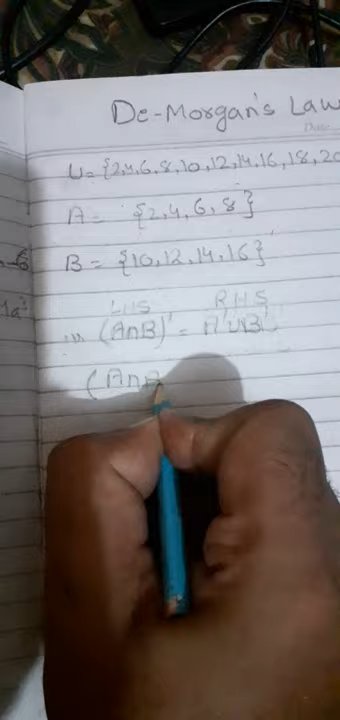 De-Morgan's Law
Date
U = {2,4,6,8,10,12,14,16,18,20
A = {2,4,6,8}
B = {10,12,14,16}
LHS RHS
(A∩B)' = A'∪B'
(A∩